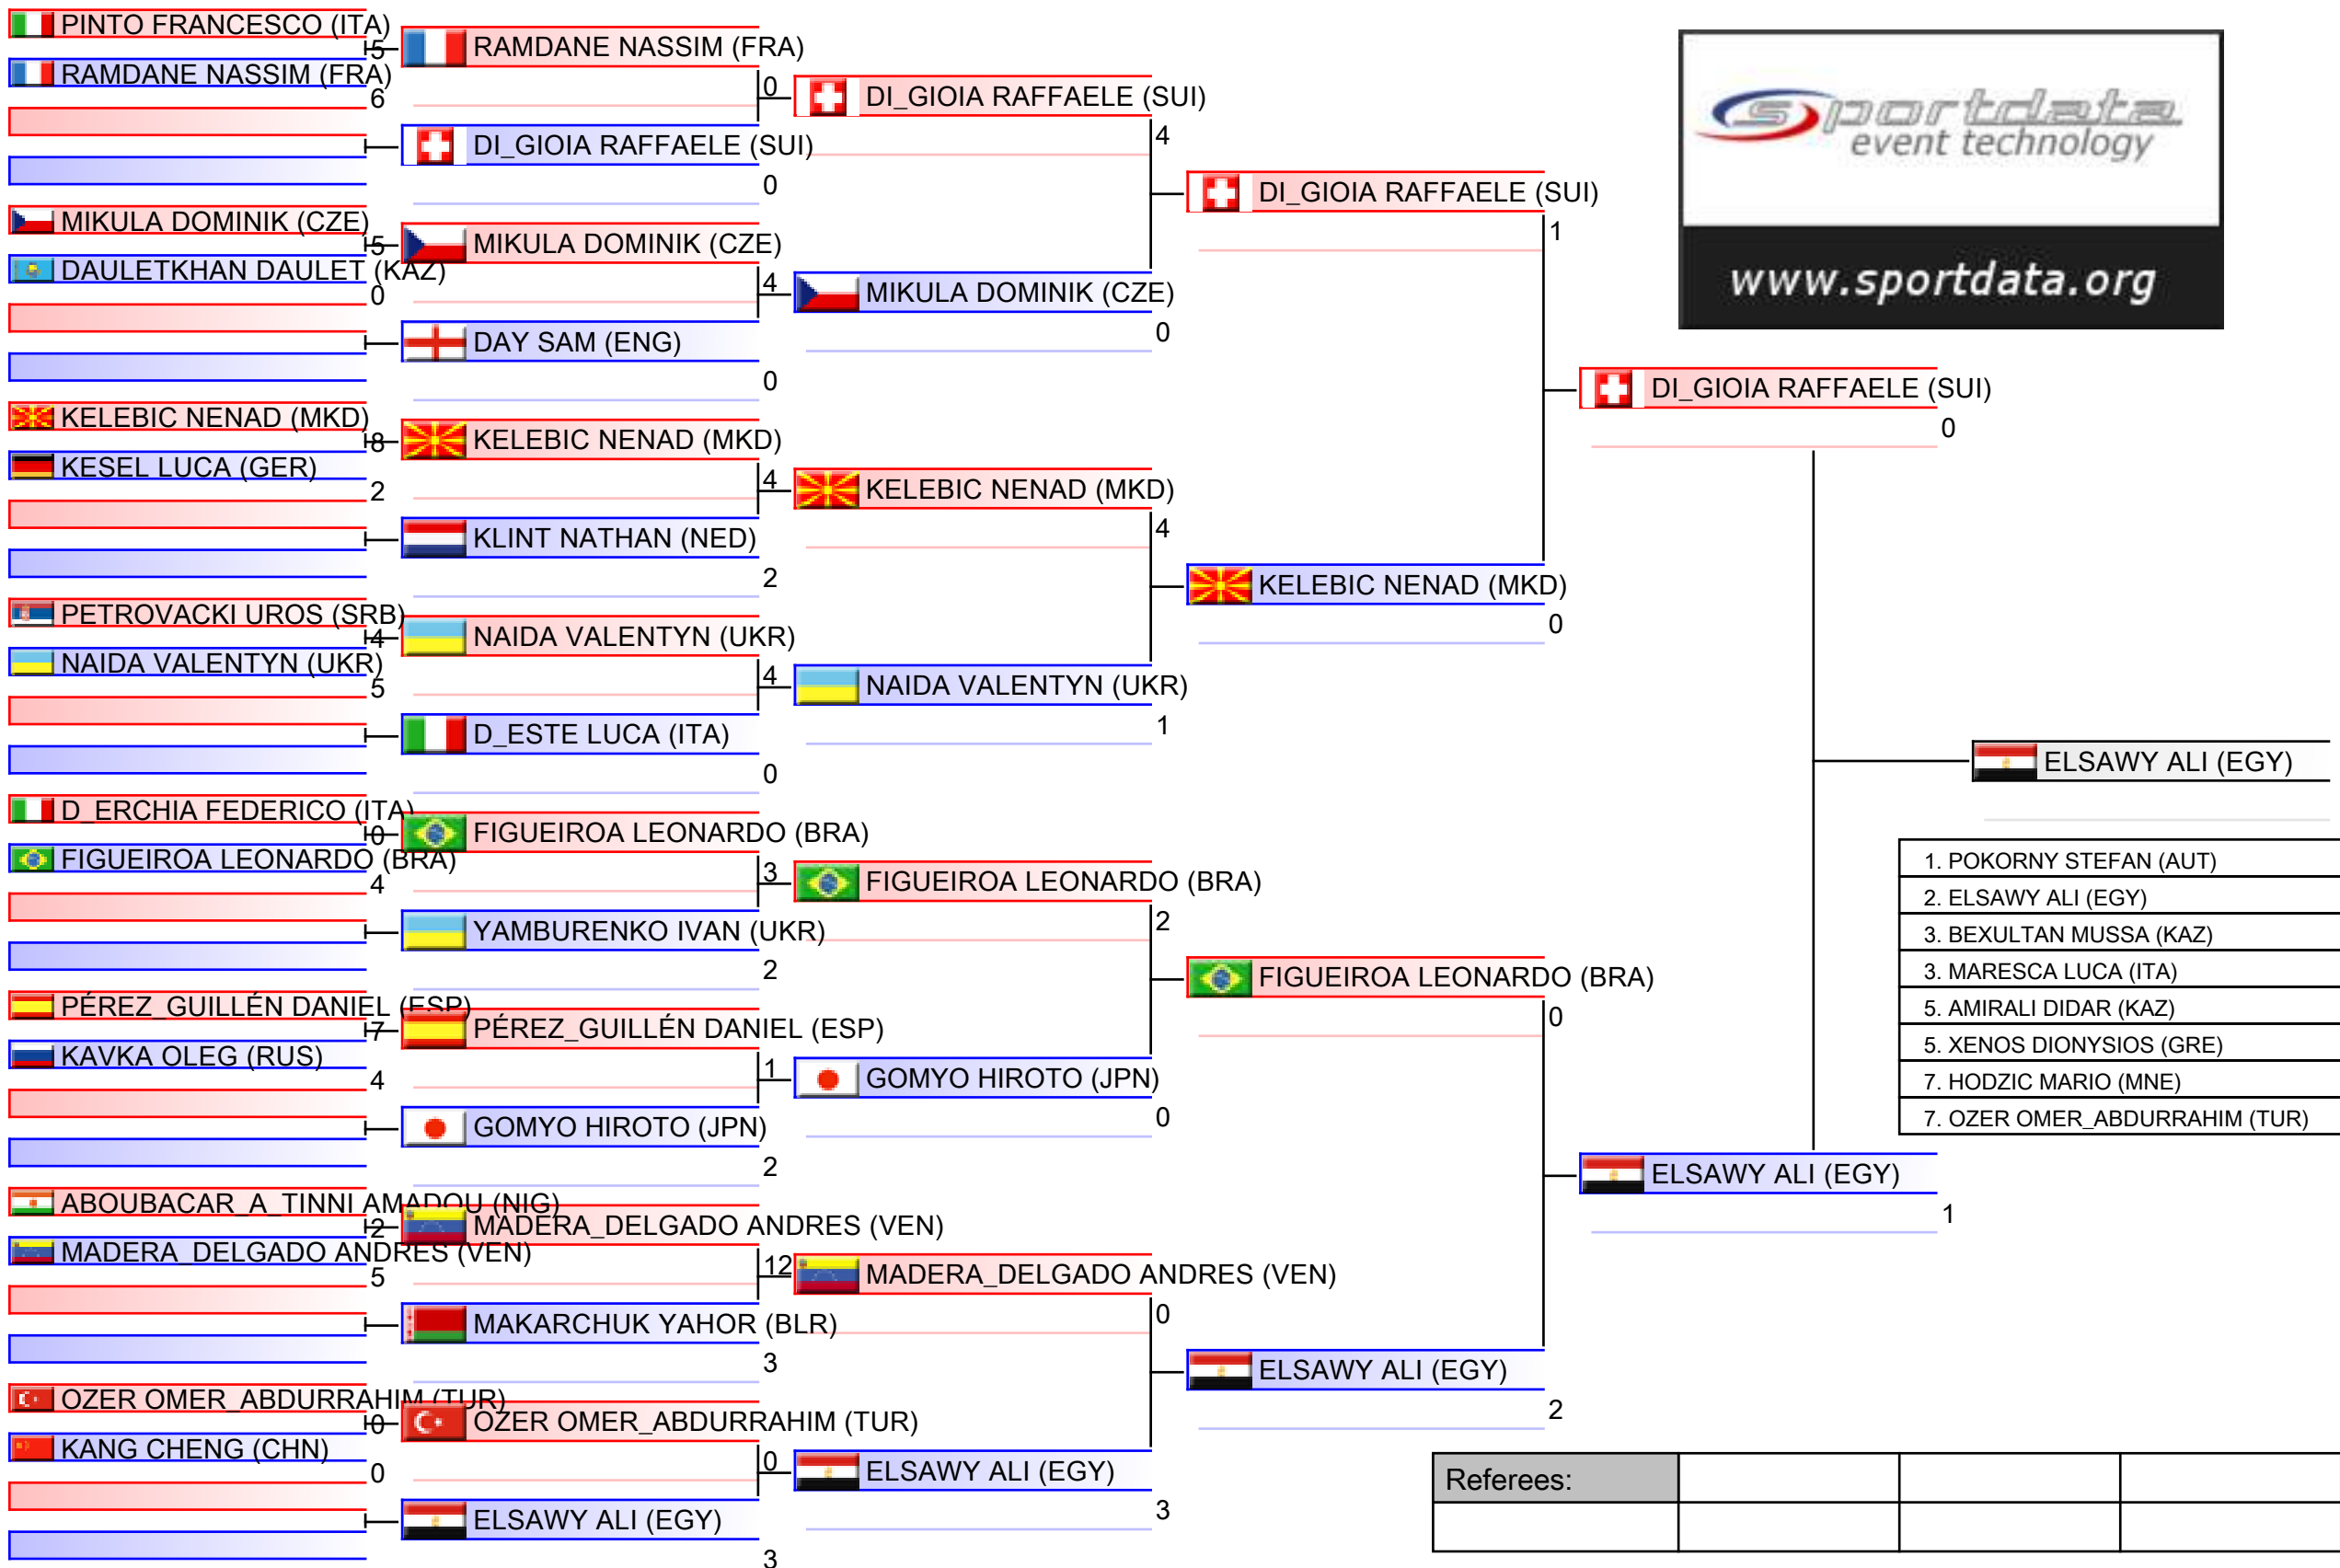 PINTO FRANCESCO (ITA)
5
RAMDANE NASSIM (FRA)
6
MIKULA DOMINIK (CZE)
5
DAULETKHAN DAULET (KAZ)
0
KELEBIC NENAD (MKD)
8
KESEL LUCA (GER)
2
PETROVACKI UROS (SRB)
4
NAIDA VALENTYN (UKR)
5
D_ERCHIA FEDERICO (ITA)
0
FIGUEIROA LEONARDO (BRA)
4
PÉREZ_GUILLÉN DANIEL (ESP)
7
KAVKA OLEG (RUS)
4
ABOUBACAR_A_TINNI AMADOU (NIG)
2
MADERA_DELGADO ANDRES (VEN)
5
OZER OMER_ABDURRAHIM (TUR)
0
KANG CHENG (CHN)
0
RAMDANE NASSIM (FRA)
0
DI_GIOIA RAFFAELE (SUI)
0
MIKULA DOMINIK (CZE)
4
DAY SAM (ENG)
0
KELEBIC NENAD (MKD)
4
KLINT NATHAN (NED)
2
NAIDA VALENTYN (UKR)
4
D_ESTE LUCA (ITA)
0
FIGUEIROA LEONARDO (BRA)
3
YAMBURENKO IVAN (UKR)
2
PÉREZ_GUILLÉN DANIEL (ESP)
1
GOMYO HIROTO (JPN)
2
MADERA_DELGADO ANDRES (VEN)
12
MAKARCHUK YAHOR (BLR)
3
OZER OMER_ABDURRAHIM (TUR)
0
ELSAWY ALI (EGY)
3
DI_GIOIA RAFFAELE (SUI)
4
MIKULA DOMINIK (CZE)
0
KELEBIC NENAD (MKD)
4
NAIDA VALENTYN (UKR)
1
FIGUEIROA LEONARDO (BRA)
2
GOMYO HIROTO (JPN)
0
MADERA_DELGADO ANDRES (VEN)
0
ELSAWY ALI (EGY)
3
DI_GIOIA RAFFAELE (SUI)
1
KELEBIC NENAD (MKD)
0
FIGUEIROA LEONARDO (BRA)
0
ELSAWY ALI (EGY)
2
DI_GIOIA RAFFAELE (SUI)
0
ELSAWY ALI (EGY)
1
ELSAWY ALI (EGY)
sportdata
event technology
www.sportdata.org
1. POKORNY STEFAN (AUT)
2. ELSAWY ALI (EGY)
3. BEXULTAN MUSSA (KAZ)
3. MARESCA LUCA (ITA)
5. AMIRALI DIDAR (KAZ)
5. XENOS DIONYSIOS (GRE)
7. HODZIC MARIO (MNE)
7. OZER OMER_ABDURRAHIM (TUR)
Referees: